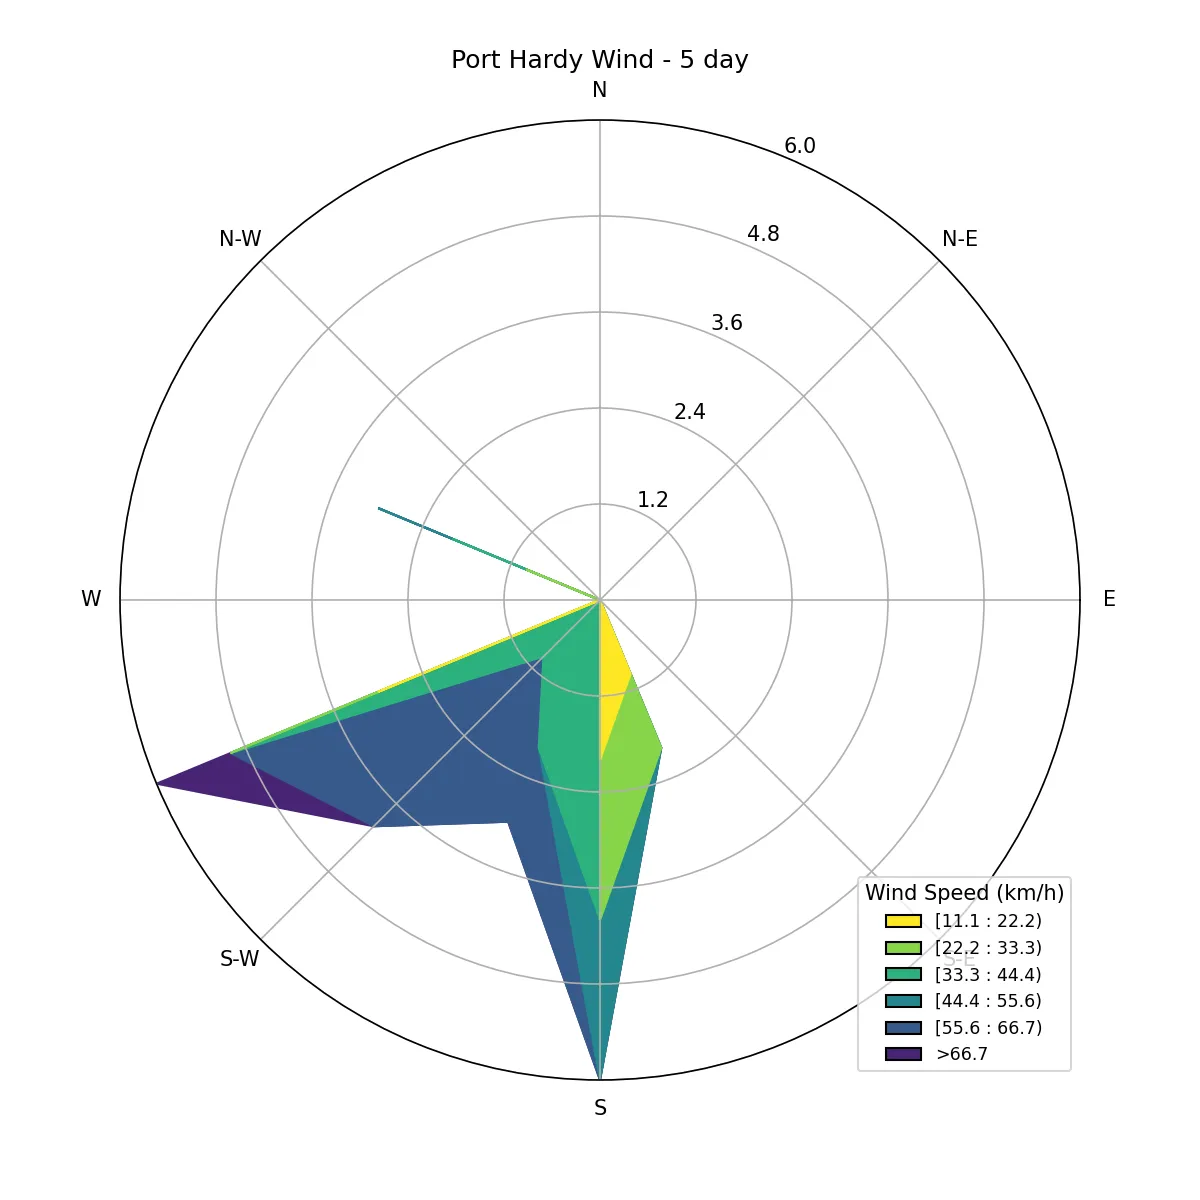 Port Hardy Wind - 5 day
N
6.0
4.8
N-W
N-E
3.6
2.4
1.2
W
E
Wind Speed (km/h)
[11.1 : 22.2)
[22.2 : 33.3)
S-W
S-E
[33.3 : 44.4)
[44.4 : 55.6)
[55.6 : 66.7)
>66.7
S